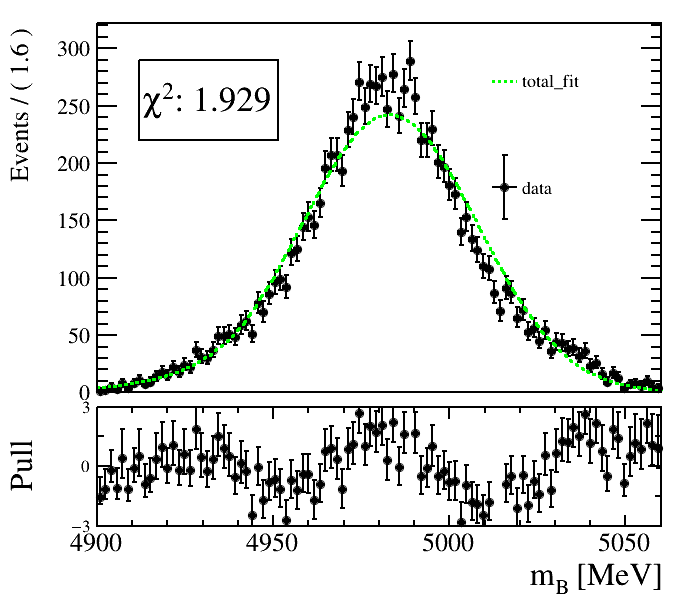 Events / ( 1.6 )
300
250
200
150
100
50
0
χ²: 1.929
total_fit
data
Pull
3
0
−3
4900 4950 5000 5050
m_B [MeV]